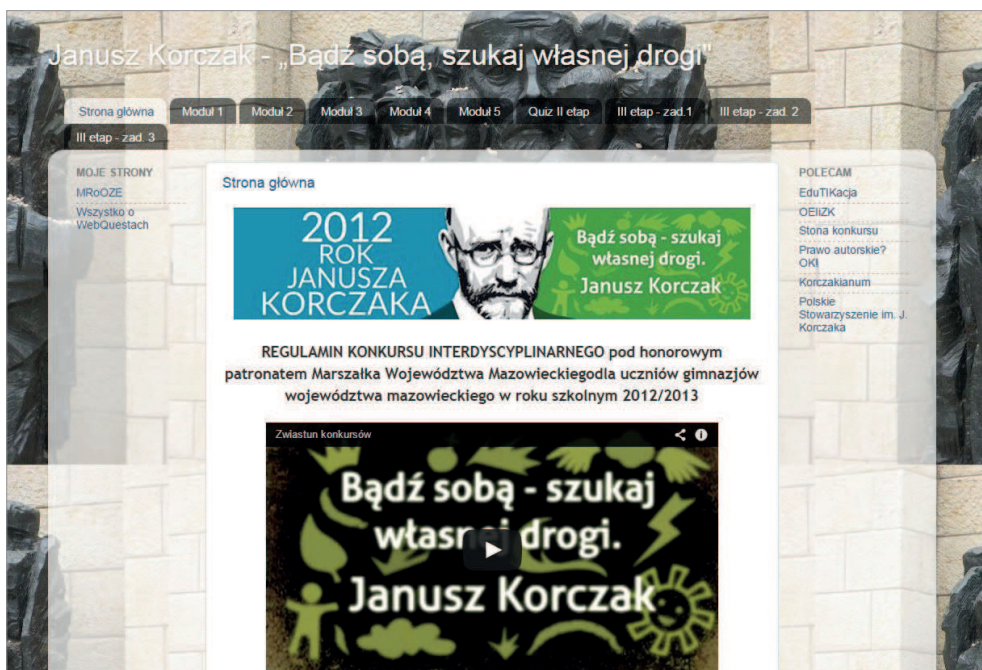 Janusz Korczak - „Bądź sobą, szukaj własnej drogi"
Strona główna Moduł 1 Moduł 2 Moduł 3 Moduł 4 Moduł 5 Quiz II etap III etap - zad.1 III etap - zad. 2
III etap - zad. 3
MOJE STRONY
MRoOZE
Wszystko o
WebQuestach
Strona główna
2012
ROK
JANUSZA
KORCZAKA
Bądź sobą - szukaj
własnej drogi.
Janusz Korczak
REGULAMIN KONKURSU INTERDYSCYPLINARNEGO pod honorowym
patronatem Marszałka Województwa Mazowieckiegodla uczniów gimnazjów
województwa mazowieckiego w roku szkolnym 2012/2013
Zwiastun konkursów
Bądź sobą - szukaj
własnej drogi.
Janusz Korczak
POLECAM
EduTIKacja
OEIiZK
Stona konkursu
Prawo autorskie?
OK!
Korczakianum
Polskie
Stowarzyszenie im. J.
Korczaka